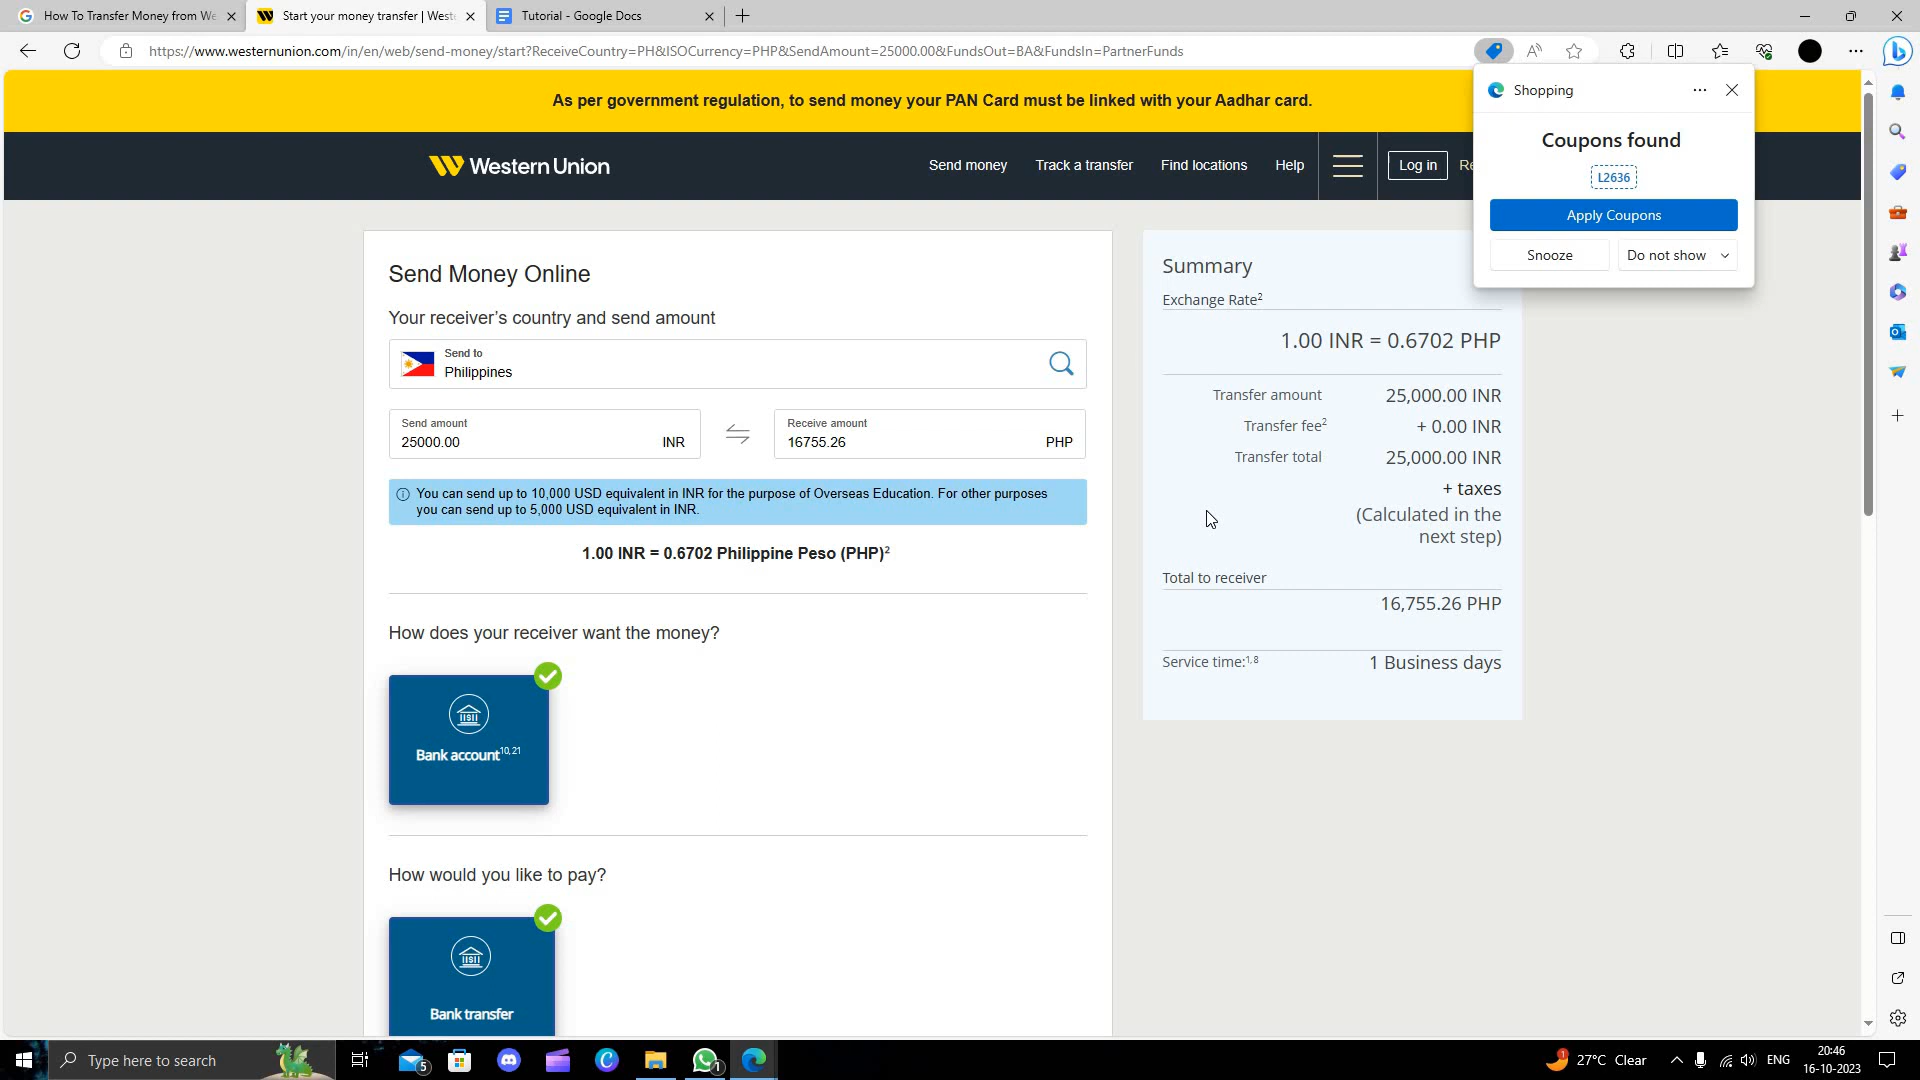 How To Transfer Money from We
Start your money transfer | West
Tutorial - Google Docs
https://www.westernunion.com/in/en/web/send-money/start?ReceiveCountry=PH&ISOCurrency=PHP&SendAmount=25000.00&FundsOut=BA&FundsIn=PartnerFunds
As per government regulation, to send money your PAN Card must be linked with your Aadhar card.
Western Union
Send money
Track a transfer
Find locations
Help
Log in
Re
Shopping
Coupons found
L2636
Apply Coupons
Snooze
Do not show
Send Money Online
Your receiver's country and send amount
Send to
Philippines
Send amount
25000.00 INR
Receive amount
16755.26 PHP
You can send up to 10,000 USD equivalent in INR for the purpose of Overseas Education. For other purposes
you can send up to 5,000 USD equivalent in INR.
1.00 INR = 0.6702 Philippine Peso (PHP)2
How does your receiver want the money?
Bank account10,21
How would you like to pay?
Bank transfer
Summary
Exchange Rate2
1.00 INR = 0.6702 PHP
Transfer amount 25,000.00 INR
Transfer fee2 + 0.00 INR
Transfer total 25,000.00 INR
+ taxes
(Calculated in the
next step)
Total to receiver
16,755.26 PHP
Service time:1,8 1 Business days
Type here to search
5
1
1
27°C Clear
ENG
20:46
16-10-2023